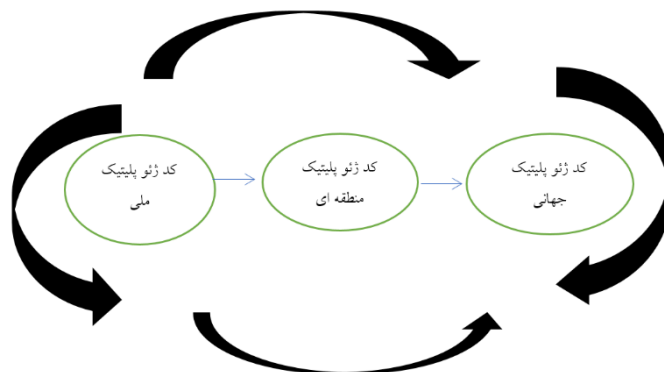 کد ژئو پلیتیک
ملی
کد ژئو پلیتیک
منطقه ای
کد ژئو پلیتیک
جهانی